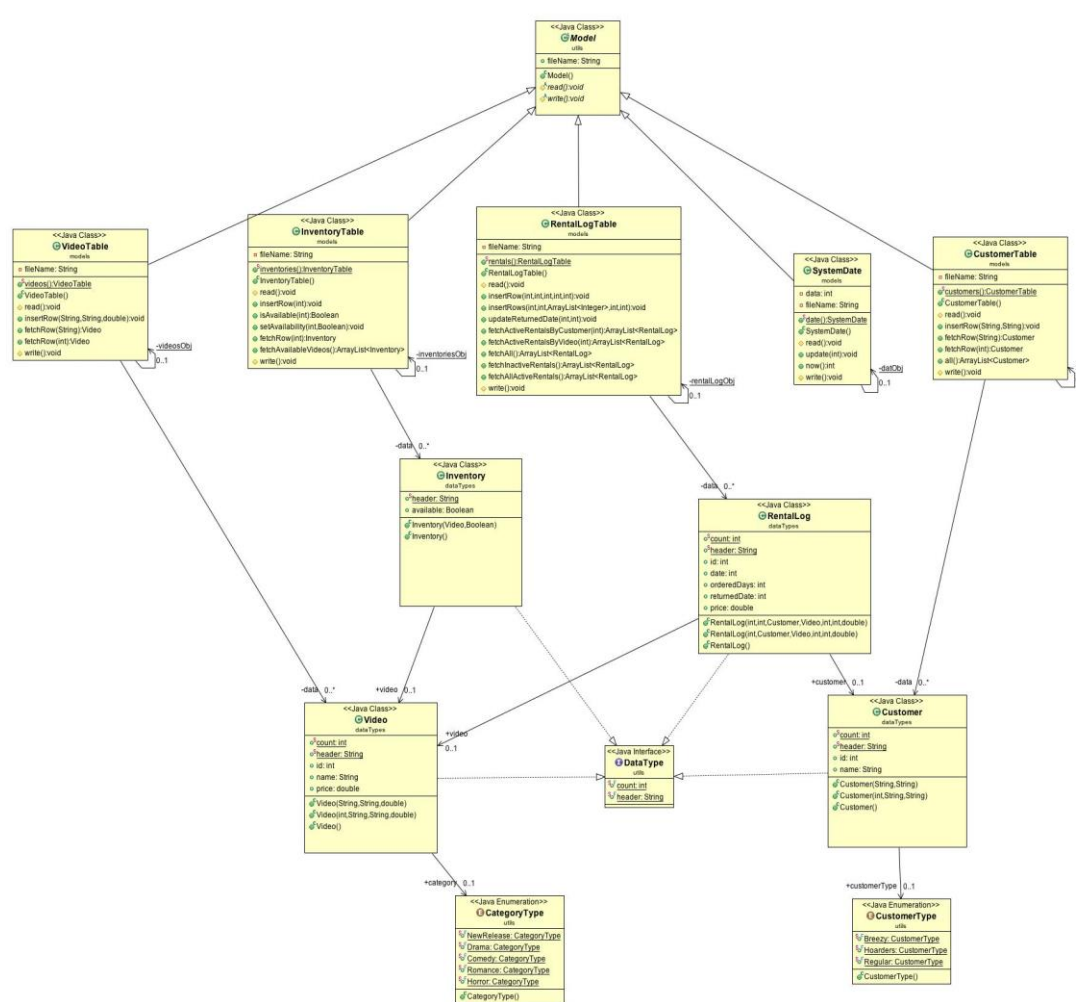 <<Java Class>>
Model
utils
fileName: String
Model()
read():void
write():void
<<Java Class>>
VideoTable
models
fileName: String
videos():VideoTable
VideoTable()
read():void
insertRow(String,String,double):void
fetchRow(String):Video
fetchRow(int):Video
write():void
-videosObj
0..1
<<Java Class>>
InventoryTable
models
fileName: String
inventories():InventoryTable
InventoryTable()
read():void
insertRow(int):void
isAvailable(int):Boolean
setAvailability(int,Boolean):void
fetchRow(int):Inventory
fetchAvailableVideos():ArrayList<Inventory>
write():void
-inventoriesObj
0..1
<<Java Class>>
RentalLogTable
models
fileName: String
rentals():RentalLogTable
RentalLogTable()
read():void
insertRow(int,int,int,int,int):void
insertRows(int,int,ArrayList<Integer>,int,int):void
updateReturnedDate(int,int):void
fetchActiveRentalsByCustomer(int):ArrayList<RentalLog>
fetchActiveRentalsByVideo(int):ArrayList<RentalLog>
fetchAll():ArrayList<RentalLog>
fetchInactiveRentals():ArrayList<RentalLog>
fetchAllActiveRentals():ArrayList<RentalLog>
write():void
-rentalLogObj
0..1
<<Java Class>>
SystemDate
models
data: int
fileName: String
date():SystemDate
SystemDate()
read():void
update(int):void
now():int
write():void
-datObj
0..1
<<Java Class>>
CustomerTable
models
fileName: String
customers():CustomerTable
CustomerTable()
read():void
insertRow(String,String):void
fetchRow(String):Customer
fetchRow(int):Customer
all():ArrayList<Customer>
write():void
-data 0..*
<<Java Class>>
Inventory
dataTypes
header: String
available: Boolean
Inventory(Video,Boolean)
Inventory()
-data 0..*
<<Java Class>>
RentalLog
dataTypes
count: int
header: String
id: int
date: int
orderedDays: int
returnedDate: int
price: double
RentalLog(int,int,Customer,Video,int,int,double)
RentalLog(int,Customer,Video,int,int,double)
RentalLog()
-data 0..*
+video 0..1
<<Java Class>>
Video
dataTypes
count: int
header: String
id: int
name: String
price: double
Video(String,String,double)
Video(int,String,String,double)
Video()
+video
0..1
<<Java Interface>>
DataType
utils
count: int
header: String
+customer 0..1
-data 0..*
<<Java Class>>
Customer
dataTypes
count: int
header: String
id: int
name: String
Customer(String,String)
Customer(int,String,String)
Customer()
+category 0..1
<<Java Enumeration>>
CategoryType
utils
NewRelease: CategoryType
Drama: CategoryType
Comedy: CategoryType
Romance: CategoryType
Horror: CategoryType
CategoryType()
+customerType 0..1
<<Java Enumeration>>
CustomerType
utils
Breezy: CustomerType
Hoarders: CustomerType
Regular: CustomerType
CustomerType()